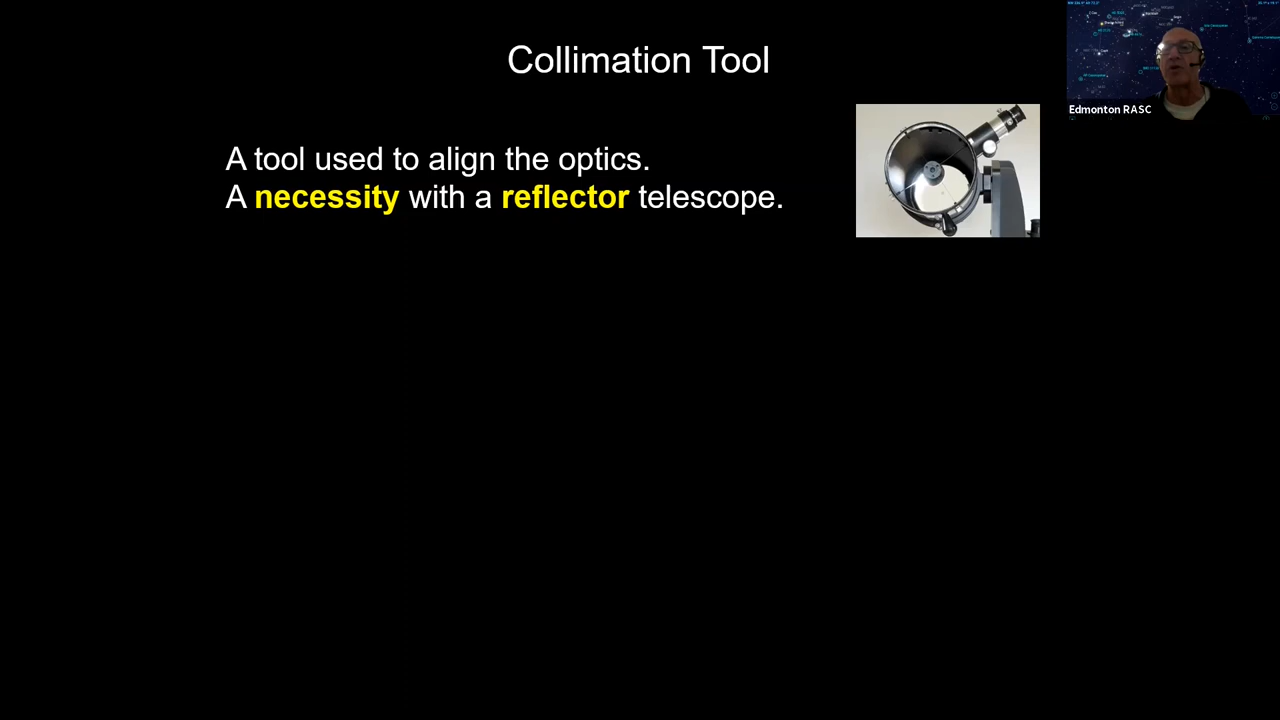 Collimation Tool
Edmonton RASC
A tool used to align the optics.
A necessity with a reflector telescope.